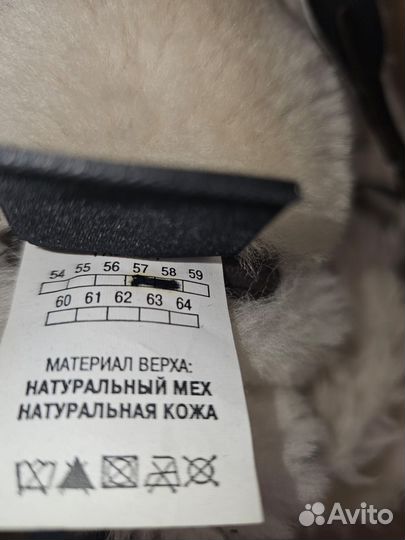 54 55 56 57 58 59
60 61 62 63 64
МАТЕРИАЛ ВЕРХА:
НАТУРАЛЬНЫЙ МЕХ
НАТУРАЛЬНАЯ КОЖА
Avito